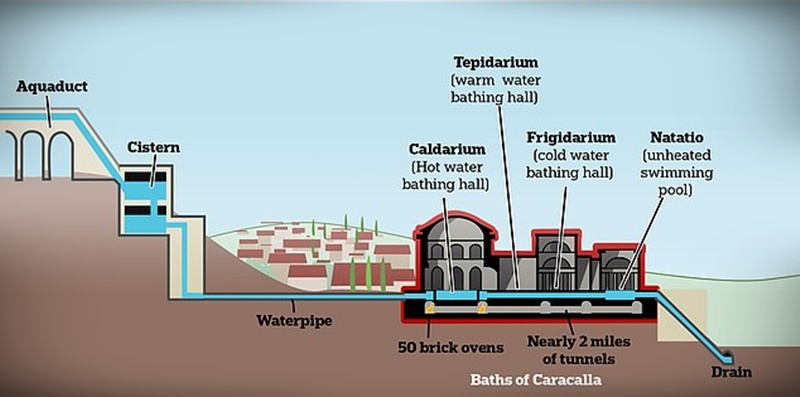 Aquaduct
Cistern
Waterpipe
Caldarium
(Hot water
bathing hall)
Tepidarium
(warm water
bathing hall)
Frigidarium
(cold water
bathing hall)
Natatio
(unheated
swimming
pool)
50 brick ovens
Nearly 2 miles
of tunnels
Drain
Baths of Caracalla